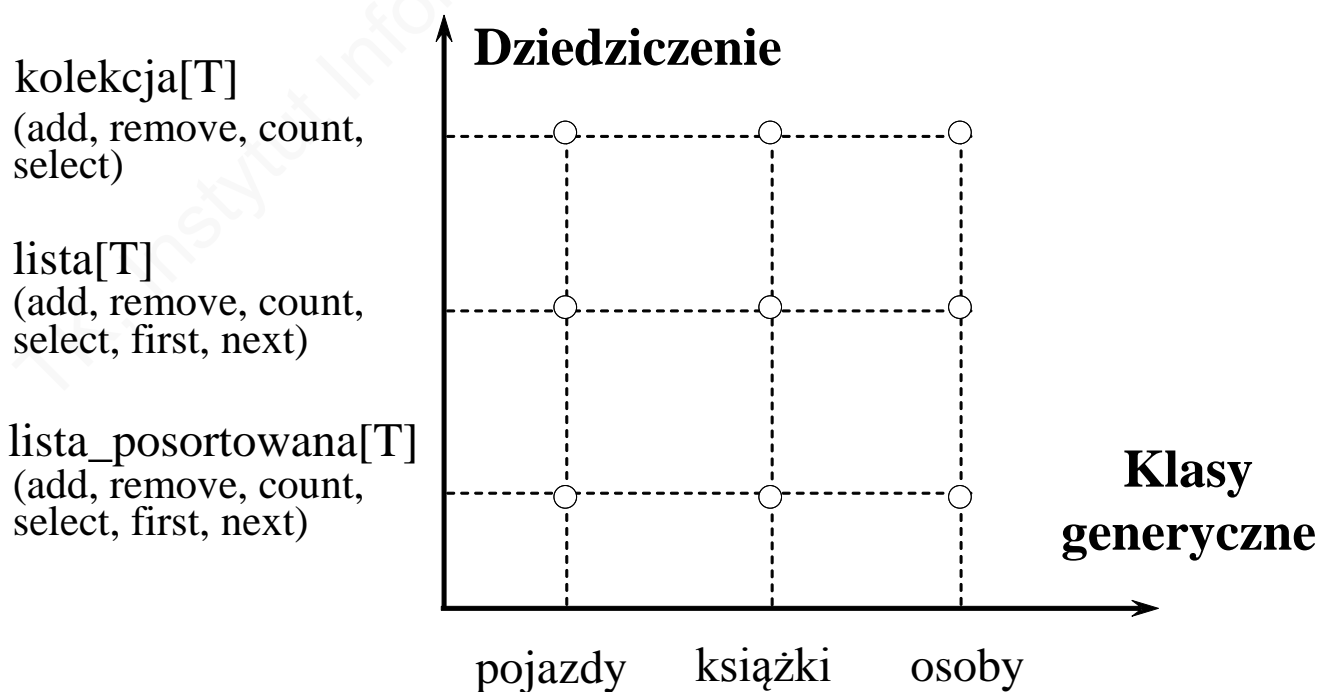 Dziedziczenie
kolekcja[T]
(add, remove, count,
select)
lista[T]
(add, remove, count,
select, first, next)
lista_posortowana[T]
(add, remove, count,
select, first, next)
Klasy
generyczne
pojazdy książki osoby